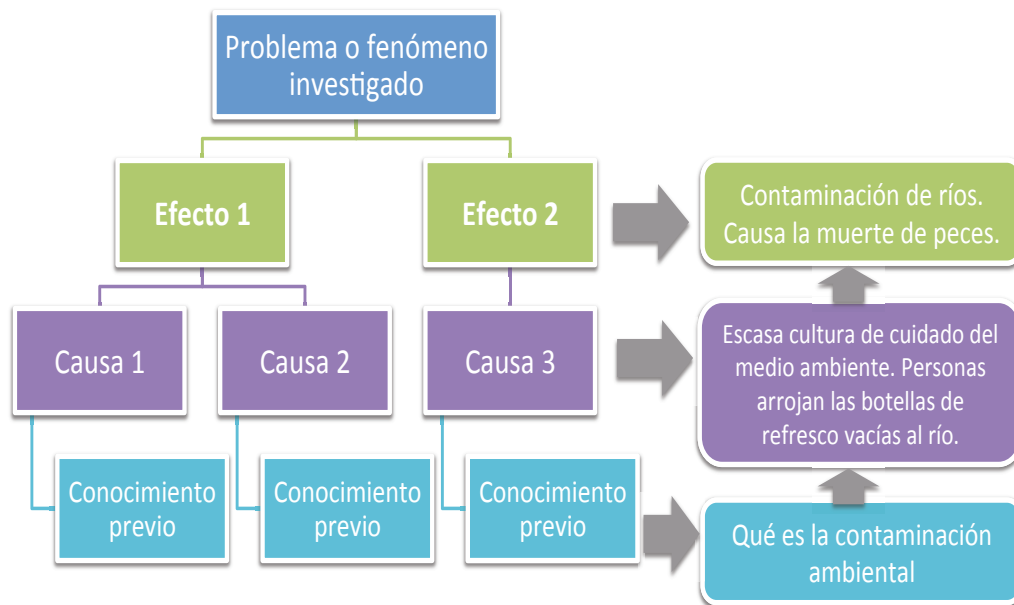 Problema o fenómeno
investigado
Efecto 1
Efecto 2
Contaminación de ríos.
Causa la muerte de peces.
Causa 1
Causa 2
Causa 3
Escasa cultura de cuidado del
medio ambiente. Personas
arrojan las botellas de
refresco vacías al río.
Conocimiento
previo
Conocimiento
previo
Conocimiento
previo
Qué es la contaminación
ambiental